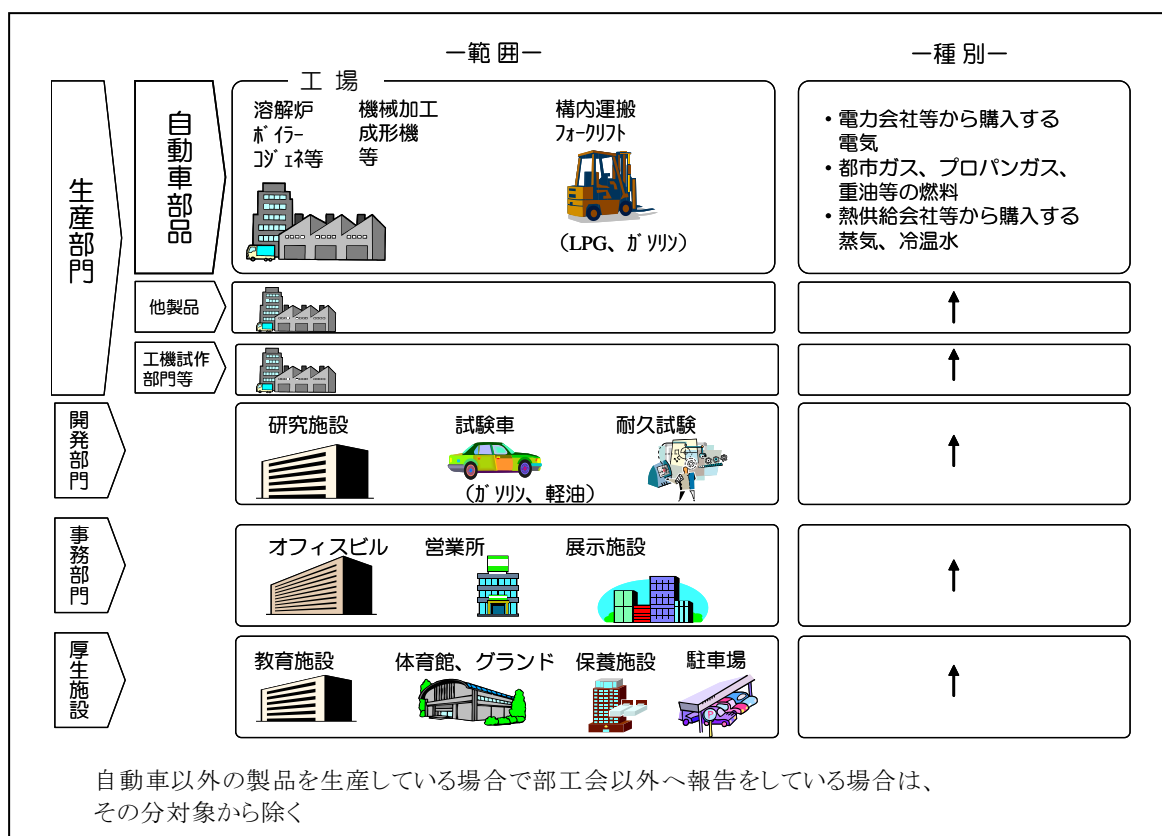 －範 囲－
－種 別－
生産部門
自動車部品
工 場
溶解炉
ﾎﾞｲﾗｰ
ｺｼﾞｪﾈ等
機械加工
成形機
等
構内運搬
ﾌｫｰｸﾘﾌﾄ
（LPG、ｶﾞｿﾘﾝ）
・電力会社等から購入する
電気
・都市ガス、プロパンガス、
重油等の燃料
・熱供給会社等から購入する
蒸気、冷温水
他製品
↑
工機試作
部門等
↑
開発部門
研究施設
試験車
（ｶﾞｿﾘﾝ、軽油）
耐久試験
↑
事務部門
オフィスビル
営業所
展示施設
↑
厚生施設
教育施設
体育館、グランド
保養施設
駐車場
P
↑
自動車以外の製品を生産している場合で部工会以外へ報告をしている場合は、
その分対象から除く